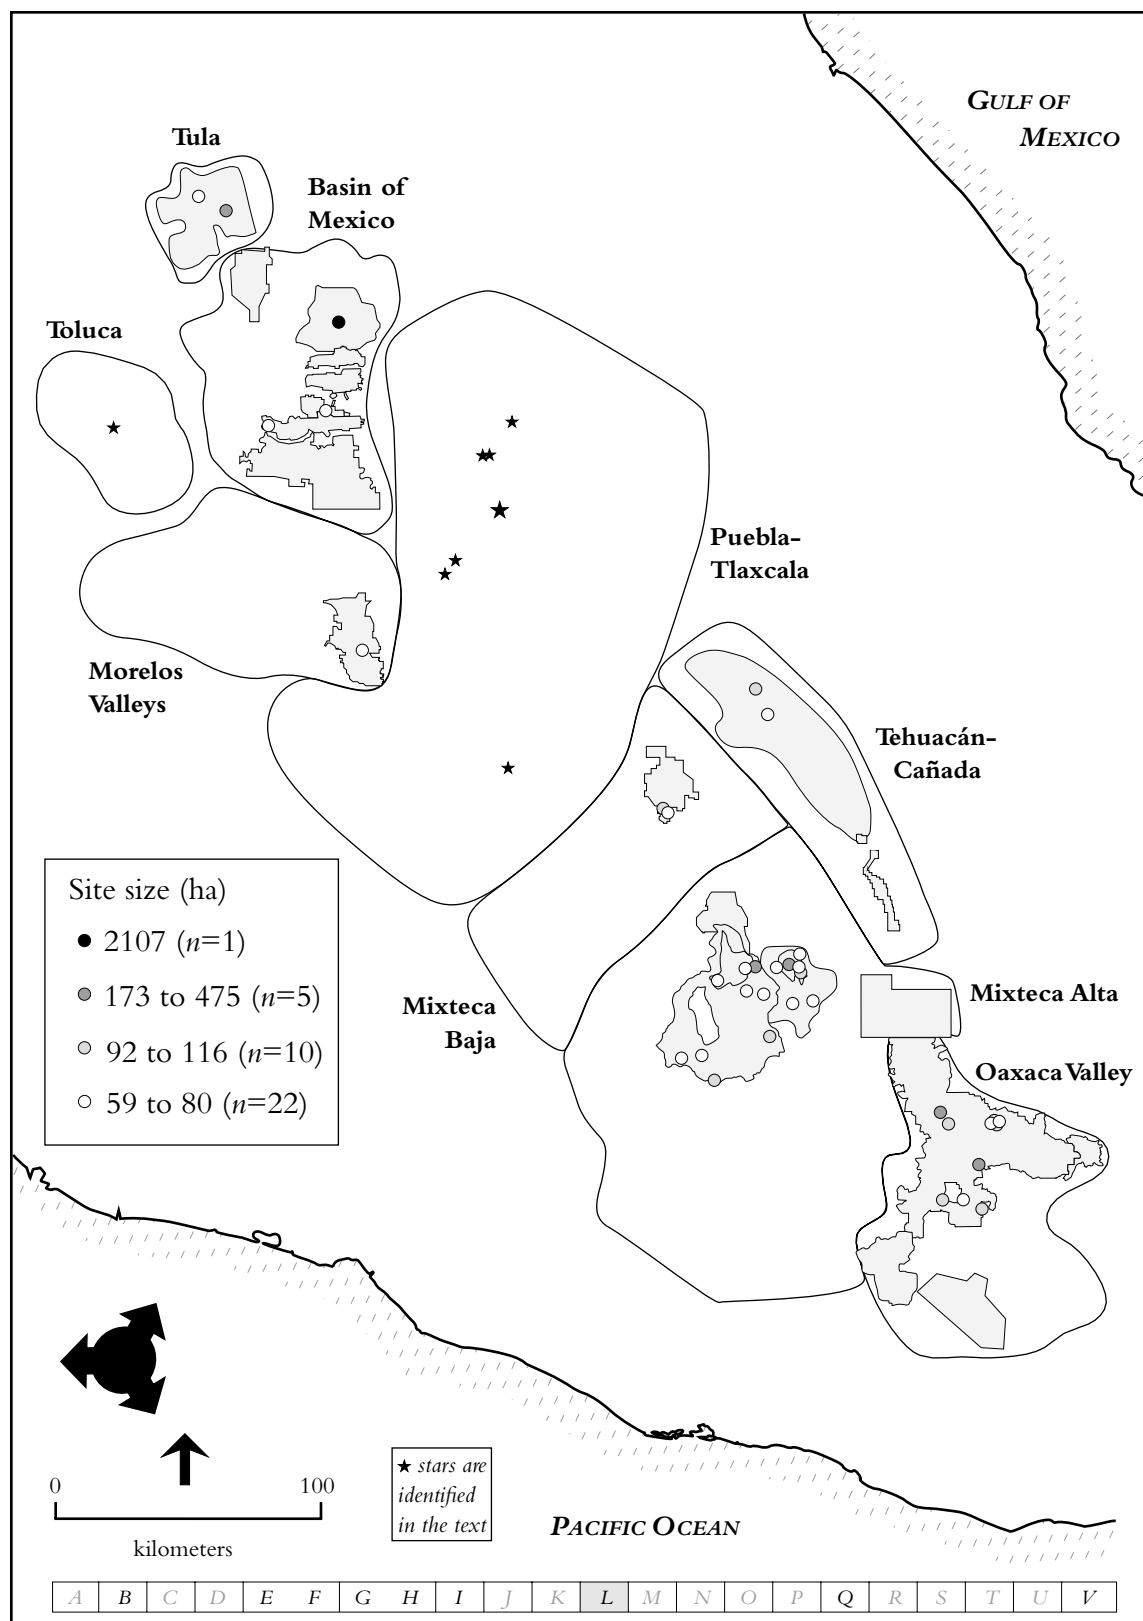 GULF OF
MEXICO
Tula
Basin of
Mexico
Toluca
Puebla-
Tlaxcala
Morelos
Valleys
Tehuacán-
Cañada
Site size (ha)
2107 (n=1)
173 to 475 (n=5)
92 to 116 (n=10)
59 to 80 (n=22)
Mixteca
Baja
Mixteca Alta
Oaxaca Valley
0 100
kilometers
★ stars are
identified
in the text
PACIFIC OCEAN
A B C D E F G H I J K L M N O P Q R S T U V